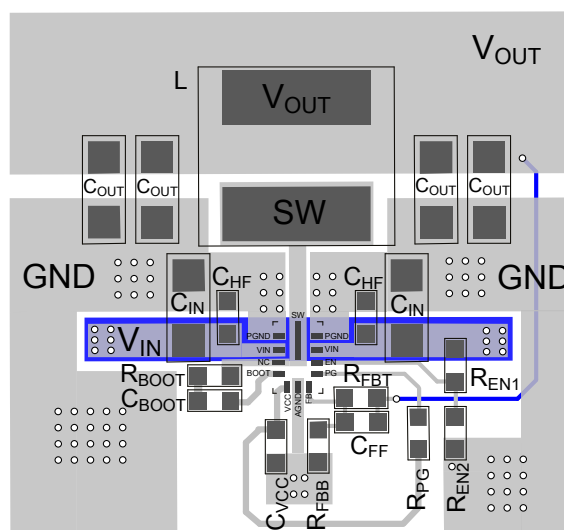 VOUT
L
VOUT
COUT
COUT
COUT
COUT
SW
GND
GND
CIN
CHF
CHF
CIN
SW
VIN
PGND
PGND
VIN
VIN
NC
EN
BOOT
PG
RBOOT
RFBT
REN1
CBOOT
VCC
AGND
FB
CFF
CVCC
RFBB
RPG
REN2